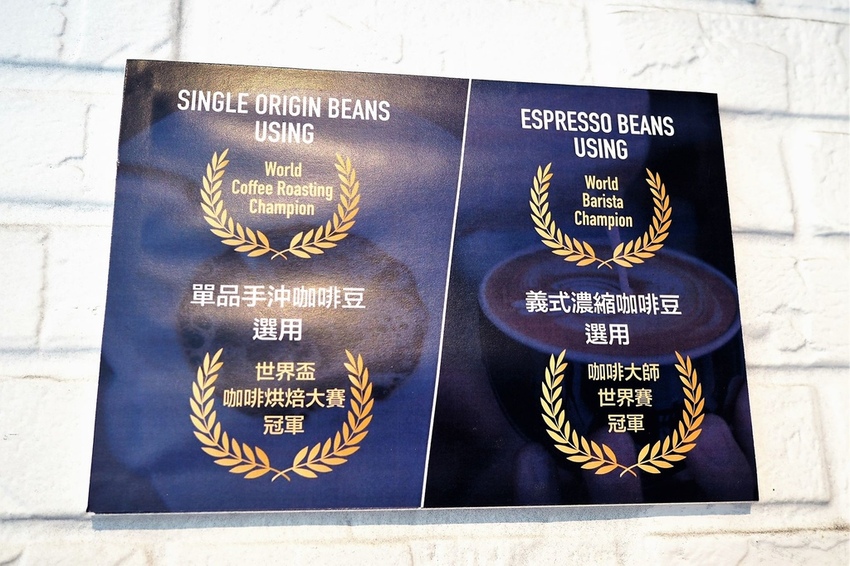 SINGLE ORIGIN BEANS
USING
World
Coffee Roasting
Champion
單品手沖咖啡豆
選用
世界盃
咖啡烘焙大賽
冠軍
ESPRESSO BEANS
USING
World
Barista
Champion
義式濃縮咖啡豆
選用
咖啡大師
世界賽
冠軍